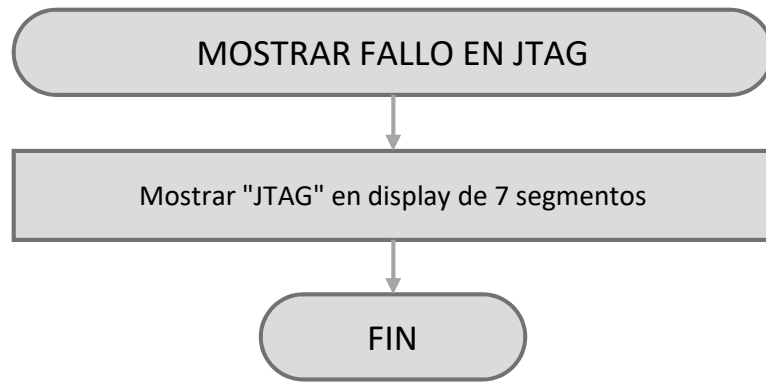 MOSTRAR FALLO EN JTAG
Mostrar "JTAG" en display de 7 segmentos
FIN